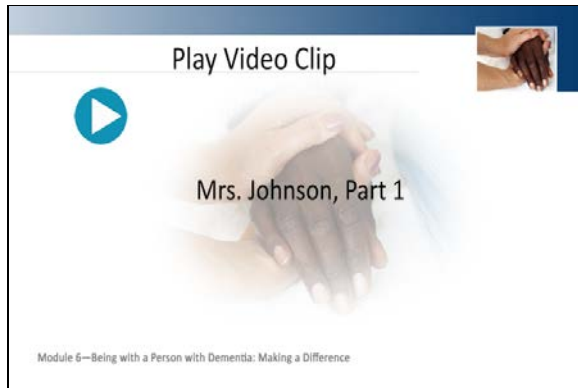 Play Video Clip
Mrs. Johnson, Part 1
Module 6—Being with a Person with Dementia: Making a Difference